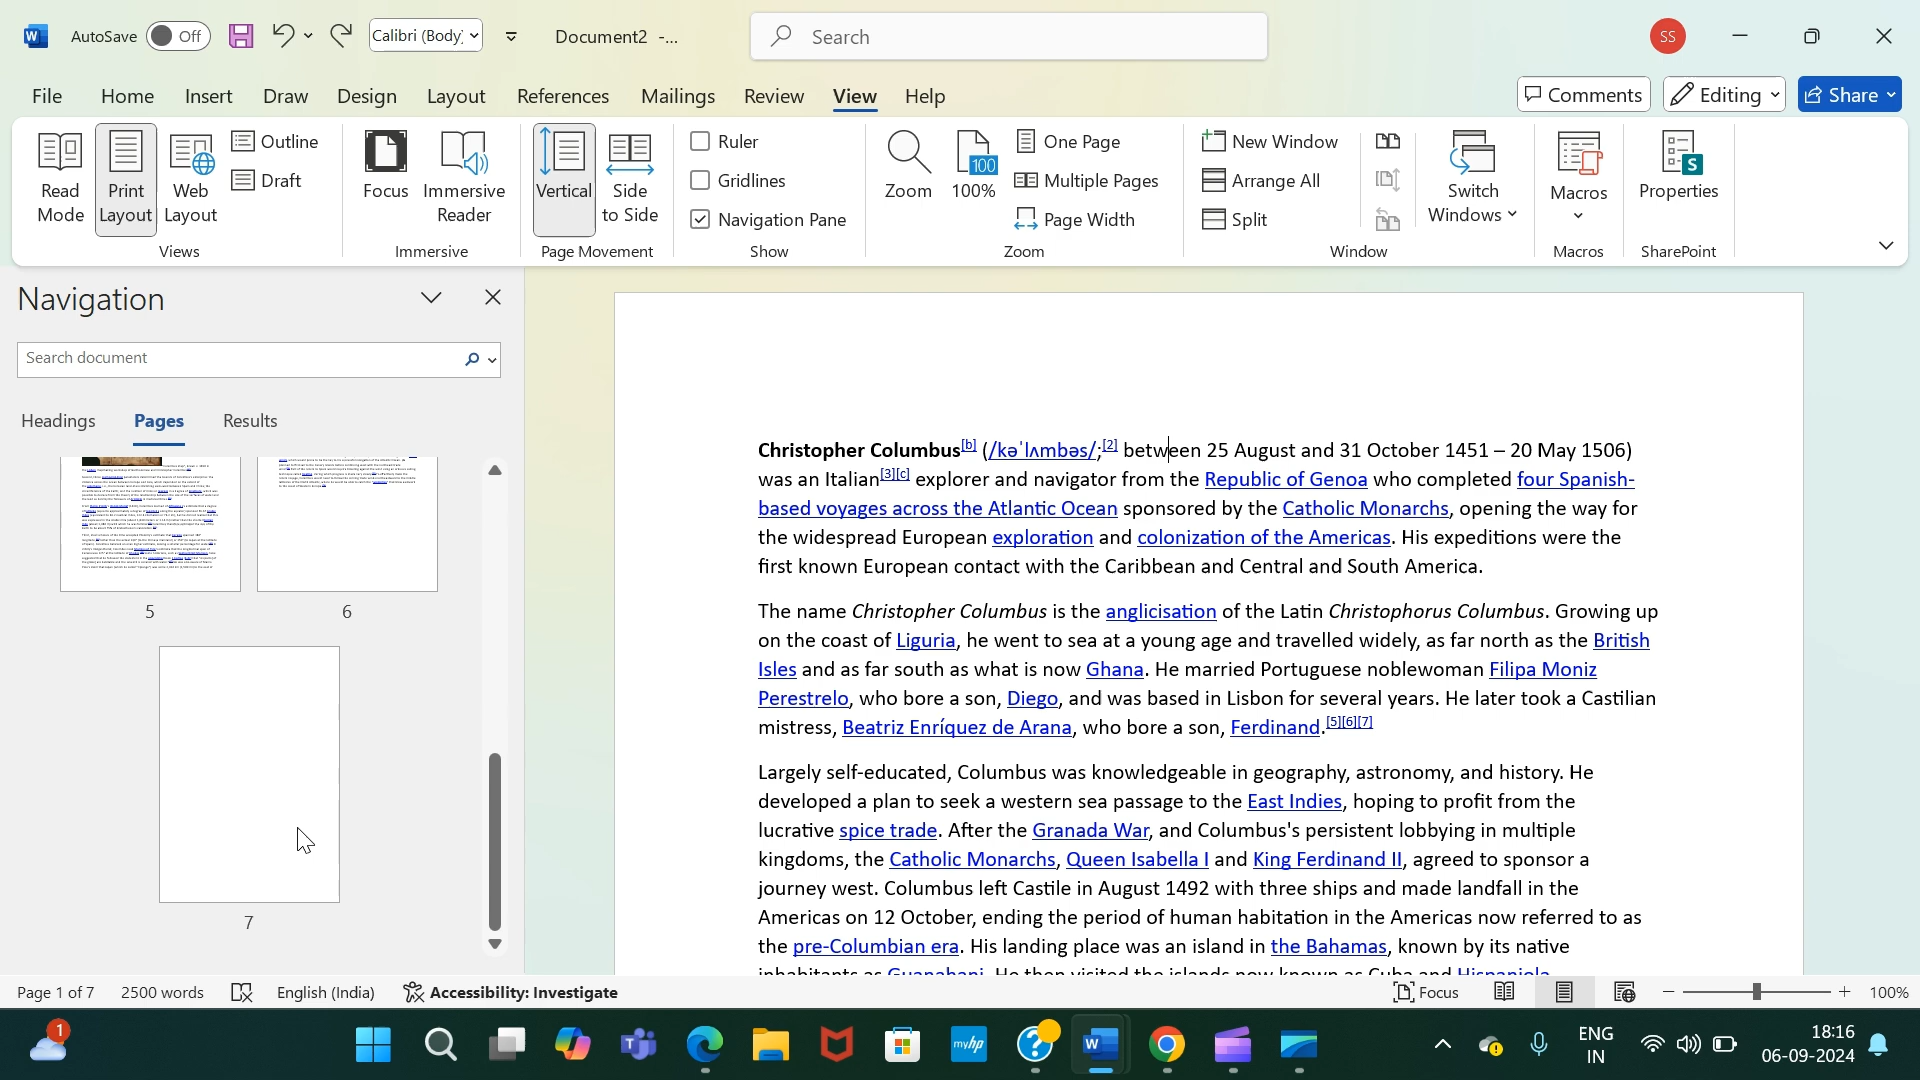 AutoSave Off Calibri (Body) Document2 -... Search SS
File Home Insert Draw Design Layout References Mailings Review View Help Comments Editing Share
Read Mode
Print Layout
Web Layout
Outline
Draft
Views
Focus
Immersive Reader
Immersive
Vertical
Side to Side
Page Movement
Ruler
Gridlines
Navigation Pane
Show
Zoom
100
100%
One Page
Multiple Pages
Page Width
Zoom
New Window
Arrange All
Split
Switch Windows
Window
Macros
Macros
S
Properties
SharePoint
Navigation
Search document
Headings Pages Results
5 6
7
Christopher Columbus[b] (/kəˈlʌmbəs/;[2] between 25 August and 31 October 1451 – 20 May 1506)
was an Italian[3][c] explorer and navigator from the Republic of Genoa who completed four Spanish-
based voyages across the Atlantic Ocean sponsored by the Catholic Monarchs, opening the way for
the widespread European exploration and colonization of the Americas. His expeditions were the
first known European contact with the Caribbean and Central and South America.
The name Christopher Columbus is the anglicisation of the Latin Christophorus Columbus. Growing up
on the coast of Liguria, he went to sea at a young age and travelled widely, as far north as the British
Isles and as far south as what is now Ghana. He married Portuguese noblewoman Filipa Moniz
Perestrelo, who bore a son, Diego, and was based in Lisbon for several years. He later took a Castilian
mistress, Beatriz Enríquez de Arana, who bore a son, Ferdinand.[5][6][7]
Largely self-educated, Columbus was knowledgeable in geography, astronomy, and history. He
developed a plan to seek a western sea passage to the East Indies, hoping to profit from the
lucrative spice trade. After the Granada War, and Columbus's persistent lobbying in multiple
kingdoms, the Catholic Monarchs, Queen Isabella I and King Ferdinand II, agreed to sponsor a
journey west. Columbus left Castile in August 1492 with three ships and made landfall in the
Americas on 12 October, ending the period of human habitation in the Americas now referred to as
the pre-Columbian era. His landing place was an island in the Bahamas, known by its native
inhabitants as Guanahani. He then visited the islands now known as Cuba and Hispaniola,
Page 1 of 7 2500 words English (India) Accessibility: Investigate Focus 100%
1 myhp ENG IN 18:16 06-09-2024